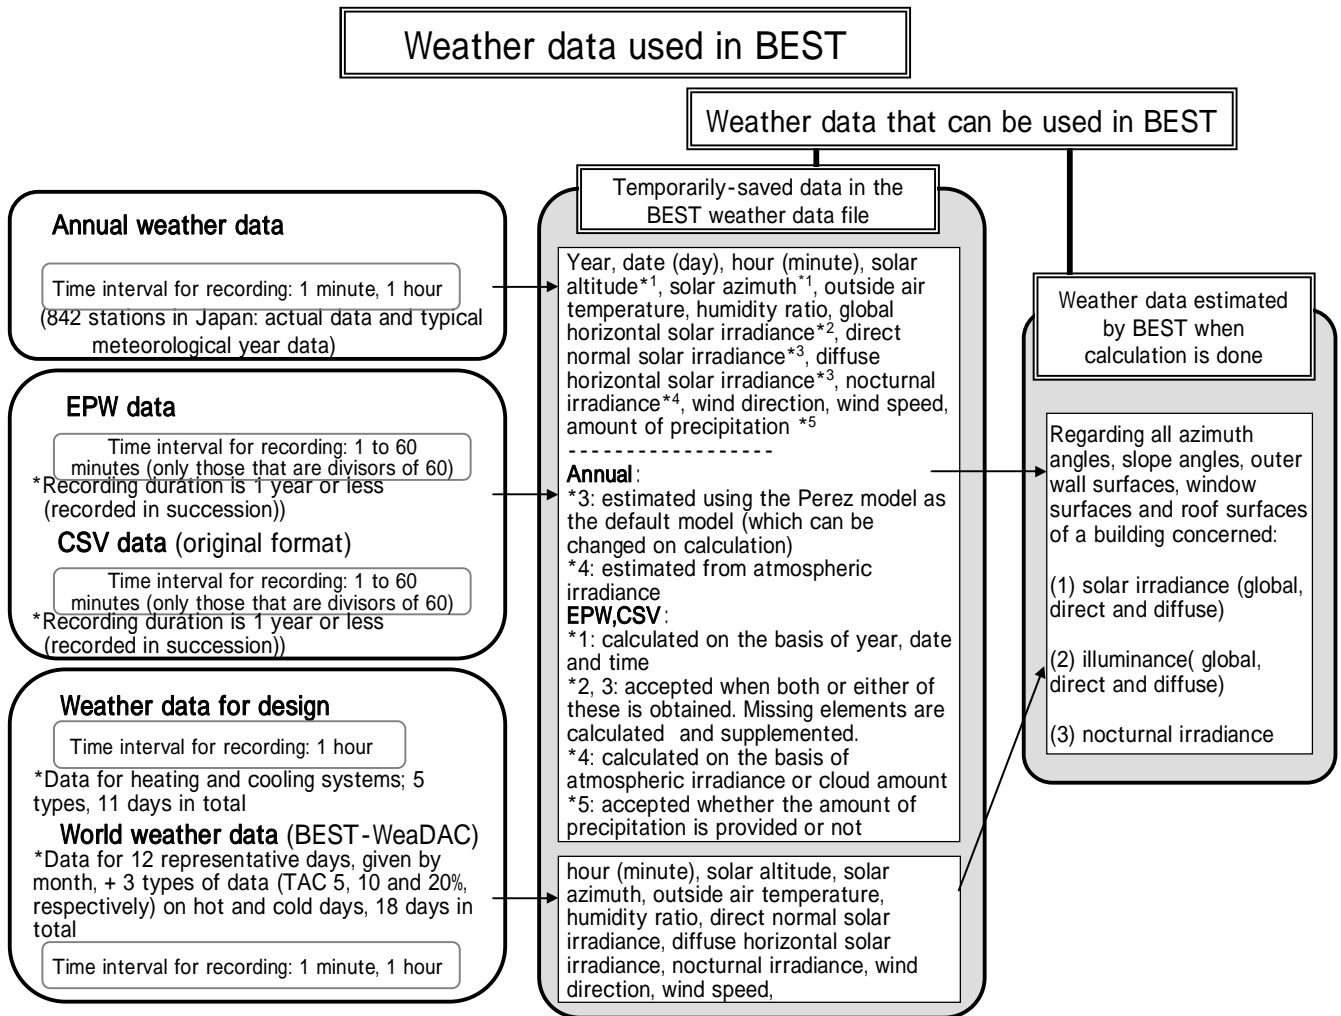 Weather data used in BEST
Weather data that can be used in BEST
Annual weather data
Time interval for recording: 1 minute, 1 hour
(842 stations in Japan: actual data and typical
meteorological year data)
EPW data
Time interval for recording: 1 to 60
minutes (only those that are divisors of 60)
*Recording duration is 1 year or less
(recorded in succession))
CSV data (original format)
Time interval for recording: 1 to 60
minutes (only those that are divisors of 60)
*Recording duration is 1 year or less
(recorded in succession))
Weather data for design
Time interval for recording: 1 hour
*Data for heating and cooling systems; 5
types, 11 days in total
World weather data (BEST-WeaDAC)
*Data for 12 representative days, given by
month, + 3 types of data (TAC 5, 10 and 20%,
respectively) on hot and cold days, 18 days in
total
Time interval for recording: 1 minute, 1 hour
Temporarily-saved data in the
BEST weather data file
Year, date (day), hour (minute), solar
altitude*1, solar azimuth*1, outside air
temperature, humidity ratio, global
horizontal solar irradiance*2, direct
normal solar irradiance*3, diffuse
horizontal solar irradiance*3, nocturnal
irradiance*4, wind direction, wind speed,
amount of precipitation *5
------------------
Annual:
*3: estimated using the Perez model as
the default model (which can be
changed on calculation)
*4: estimated from atmospheric
irradiance
EPW,CSV:
*1: calculated on the basis of year, date
and time
*2, 3: accepted when both or either of
these is obtained. Missing elements are
calculated and supplemented.
*4: calculated on the basis of
atmospheric irradiance or cloud amount
*5: accepted whether the amount of
precipitation is provided or not
hour (minute), solar altitude, solar
azimuth, outside air temperature,
humidity ratio, direct normal solar
irradiance, diffuse horizontal solar
irradiance, nocturnal irradiance, wind
direction, wind speed,
Weather data estimated
by BEST when
calculation is done
Regarding all azimuth
angles, slope angles, outer
wall surfaces, window
surfaces and roof surfaces
of a building concerned:
(1) solar irradiance (global,
direct and diffuse)
(2) illuminance( global,
direct and diffuse)
(3) nocturnal irradiance